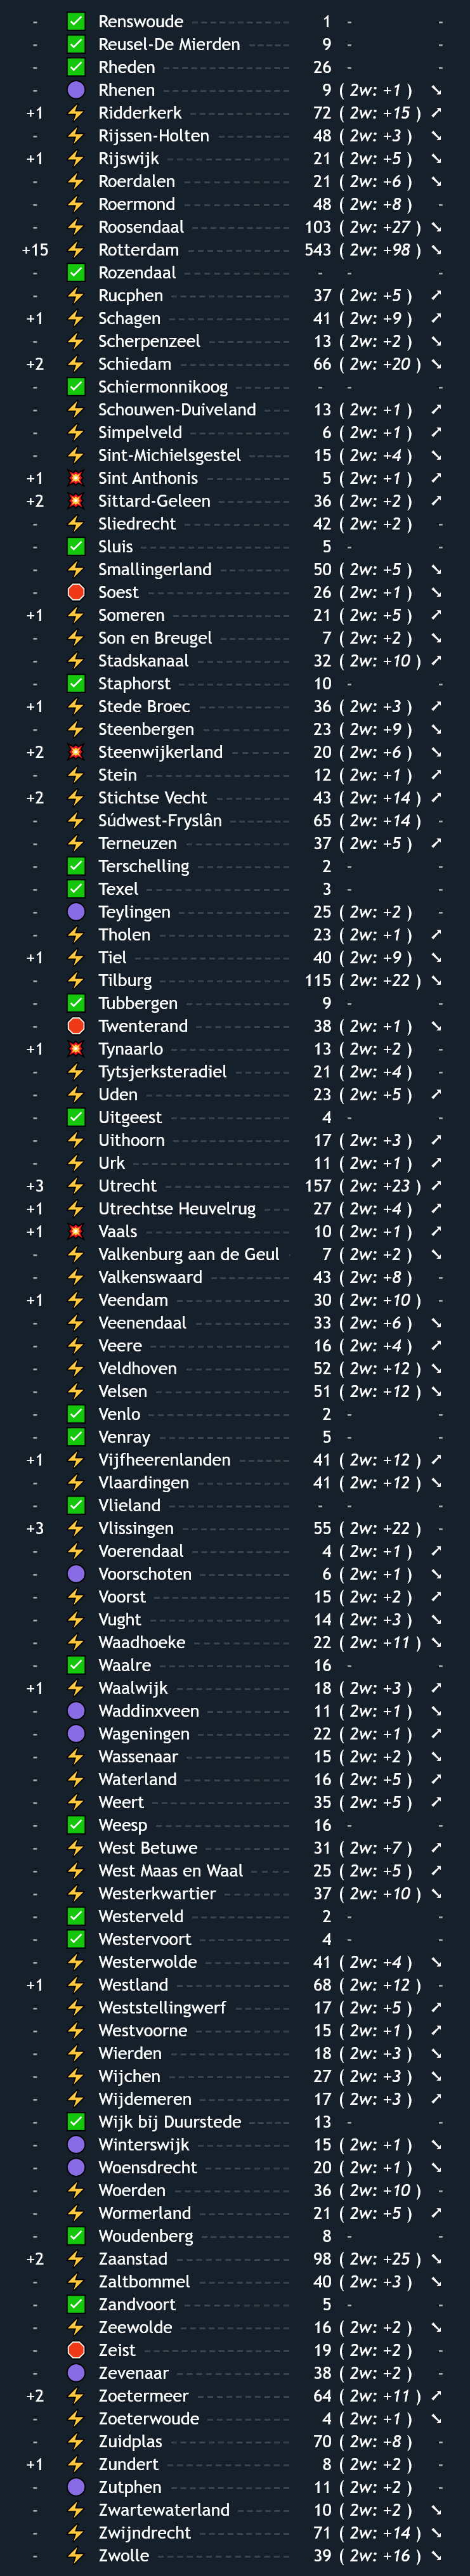 - ✅ Renswoude 1 - -
- ✅ Reusel-De Mierden 9 - -
- ✅ Rheden 26 - -
- 🟣 Rhenen 9 ( 2w: +1 ) ↘
+1 ⚡ Ridderkerk 72 ( 2w: +15 ) ↗
- ⚡ Rijssen-Holten 48 ( 2w: +3 ) ↘
+1 ⚡ Rijswijk 21 ( 2w: +5 ) ↘
- ⚡ Roerdalen 21 ( 2w: +6 ) ↘
- ⚡ Roermond 48 ( 2w: +8 ) -
- ⚡ Roosendaal 103 ( 2w: +27 ) ↘
+15 ⚡ Rotterdam 543 ( 2w: +98 ) ↘
- ✅ Rozendaal - - -
- ⚡ Rucphen 37 ( 2w: +5 ) ↗
+1 ⚡ Schagen 41 ( 2w: +9 ) ↗
- ⚡ Scherpenzeel 13 ( 2w: +2 ) ↘
+2 ⚡ Schiedam 66 ( 2w: +20 ) ↘
- ✅ Schiermonnikoog - - -
- ⚡ Schouwen-Duiveland 13 ( 2w: +1 ) ↗
- ⚡ Simpelveld 6 ( 2w: +1 ) ↗
- ⚡ Sint-Michielsgestel 15 ( 2w: +4 ) ↘
+1 💥 Sint Anthonis 5 ( 2w: +1 ) ↗
+2 💥 Sittard-Geleen 36 ( 2w: +2 ) ↗
- ⚡ Sliedrecht 42 ( 2w: +2 ) -
- ✅ Sluis 5 - -
- ⚡ Smallingerland 50 ( 2w: +5 ) ↘
- 🛑 Soest 26 ( 2w: +1 ) ↘
+1 ⚡ Someren 21 ( 2w: +5 ) ↗
- ⚡ Son en Breugel 7 ( 2w: +2 ) ↘
- ⚡ Stadskanaal 32 ( 2w: +10 ) ↗
- ✅ Staphorst 10 - -
+1 ⚡ Stede Broec 36 ( 2w: +3 ) ↗
- ⚡ Steenbergen 23 ( 2w: +9 ) ↘
+2 💥 Steenwijkerland 20 ( 2w: +6 ) ↘
- ⚡ Stein 12 ( 2w: +1 ) ↗
+2 ⚡ Stichtse Vecht 43 ( 2w: +14 ) ↗
- ⚡ Súdwest-Fryslân 65 ( 2w: +14 ) -
- ⚡ Terneuzen 37 ( 2w: +5 ) ↗
- ✅ Terschelling 2 - -
- ✅ Texel 3 - -
- 🟣 Teylingen 25 ( 2w: +2 ) -
- ⚡ Tholen 23 ( 2w: +1 ) ↗
+1 ⚡ Tiel 40 ( 2w: +9 ) ↘
- ⚡ Tilburg 115 ( 2w: +22 ) ↘
- ✅ Tubbergen 9 - -
- 🛑 Twenterand 38 ( 2w: +1 ) ↘
+1 💥 Tynaarlo 13 ( 2w: +2 ) -
- ⚡ Tytsjerksteradiel 21 ( 2w: +4 ) -
- ⚡ Uden 23 ( 2w: +5 ) ↗
- ✅ Uitgeest 4 - -
- ⚡ Uithoorn 17 ( 2w: +3 ) ↗
- ⚡ Urk 11 ( 2w: +1 ) ↗
+3 ⚡ Utrecht 157 ( 2w: +23 ) ↗
+1 ⚡ Utrechtse Heuvelrug 27 ( 2w: +4 ) ↗
+1 💥 Vaals 10 ( 2w: +1 ) ↗
- ⚡ Valkenburg aan de Geul 7 ( 2w: +2 ) ↘
- ⚡ Valkenswaard 43 ( 2w: +8 ) -
+1 ⚡ Veendam 30 ( 2w: +10 ) -
- ⚡ Veenendaal 33 ( 2w: +6 ) ↘
- ⚡ Veere 16 ( 2w: +4 ) ↗
- ⚡ Veldhoven 52 ( 2w: +12 ) ↘
- ⚡ Velsen 51 ( 2w: +12 ) ↘
- ✅ Venlo 2 - -
- ✅ Venray 5 - -
+1 ⚡ Vijfheerenlanden 41 ( 2w: +12 ) ↗
- ⚡ Vlaardingen 41 ( 2w: +12 ) ↘
- ✅ Vlieland - - -
+3 ⚡ Vlissingen 55 ( 2w: +22 ) -
- ⚡ Voerendaal 4 ( 2w: +1 ) ↗
- 🟣 Voorschoten 6 ( 2w: +1 ) ↘
- ⚡ Voorst 15 ( 2w: +2 ) ↗
- ⚡ Vught 14 ( 2w: +3 ) ↘
- ⚡ Waadhoeke 22 ( 2w: +11 ) ↘
- ✅ Waalre 16 - -
+1 ⚡ Waalwijk 18 ( 2w: +3 ) ↗
- 🟣 Waddinxveen 11 ( 2w: +1 ) ↘
- 🟣 Wageningen 22 ( 2w: +1 ) ↗
- ⚡ Wassenaar 15 ( 2w: +2 ) ↘
- ⚡ Waterland 16 ( 2w: +5 ) ↗
- ⚡ Weert 35 ( 2w: +5 ) ↗
- ✅ Weesp 16 - -
- ⚡ West Betuwe 31 ( 2w: +7 ) ↗
- ⚡ West Maas en Waal 25 ( 2w: +5 ) ↗
- ⚡ Westerkwartier 37 ( 2w: +10 ) ↘
- ✅ Westerveld 2 - -
- ✅ Westervoort 4 - -
- ⚡ Westerwolde 41 ( 2w: +4 ) ↘
+1 ⚡ Westland 68 ( 2w: +12 ) -
- ⚡ Weststellingwerf 17 ( 2w: +5 ) ↗
- ⚡ Westvoorne 15 ( 2w: +1 ) ↗
- ⚡ Wierden 18 ( 2w: +3 ) ↘
- ⚡ Wijchen 27 ( 2w: +3 ) ↘
- ⚡ Wijdemeren 17 ( 2w: +3 ) ↗
- ✅ Wijk bij Duurstede 13 - -
- 🟣 Winterswijk 15 ( 2w: +1 ) ↘
- 🟣 Woensdrecht 20 ( 2w: +1 ) ↘
- ⚡ Woerden 36 ( 2w: +10 ) -
- ⚡ Wormerland 21 ( 2w: +5 ) ↗
- ✅ Woudenberg 8 - -
+2 ⚡ Zaanstad 98 ( 2w: +25 ) ↘
- ⚡ Zaltbommel 40 ( 2w: +3 ) ↘
- ✅ Zandvoort 5 - -
- ⚡ Zeewolde 16 ( 2w: +2 ) ↘
- 🛑 Zeist 19 ( 2w: +2 ) -
- 🟣 Zevenaar 38 ( 2w: +2 ) -
+2 ⚡ Zoetermeer 64 ( 2w: +11 ) ↗
- ⚡ Zoeterwoude 4 ( 2w: +1 ) ↘
- ⚡ Zuidplas 70 ( 2w: +8 ) -
+1 ⚡ Zundert 8 ( 2w: +2 ) -
- 🟣 Zutphen 11 ( 2w: +2 ) -
- ⚡ Zwartewaterland 10 ( 2w: +2 ) ↘
- ⚡ Zwijndrecht 71 ( 2w: +14 ) ↘
- ⚡ Zwolle 39 ( 2w: +16 ) ↘